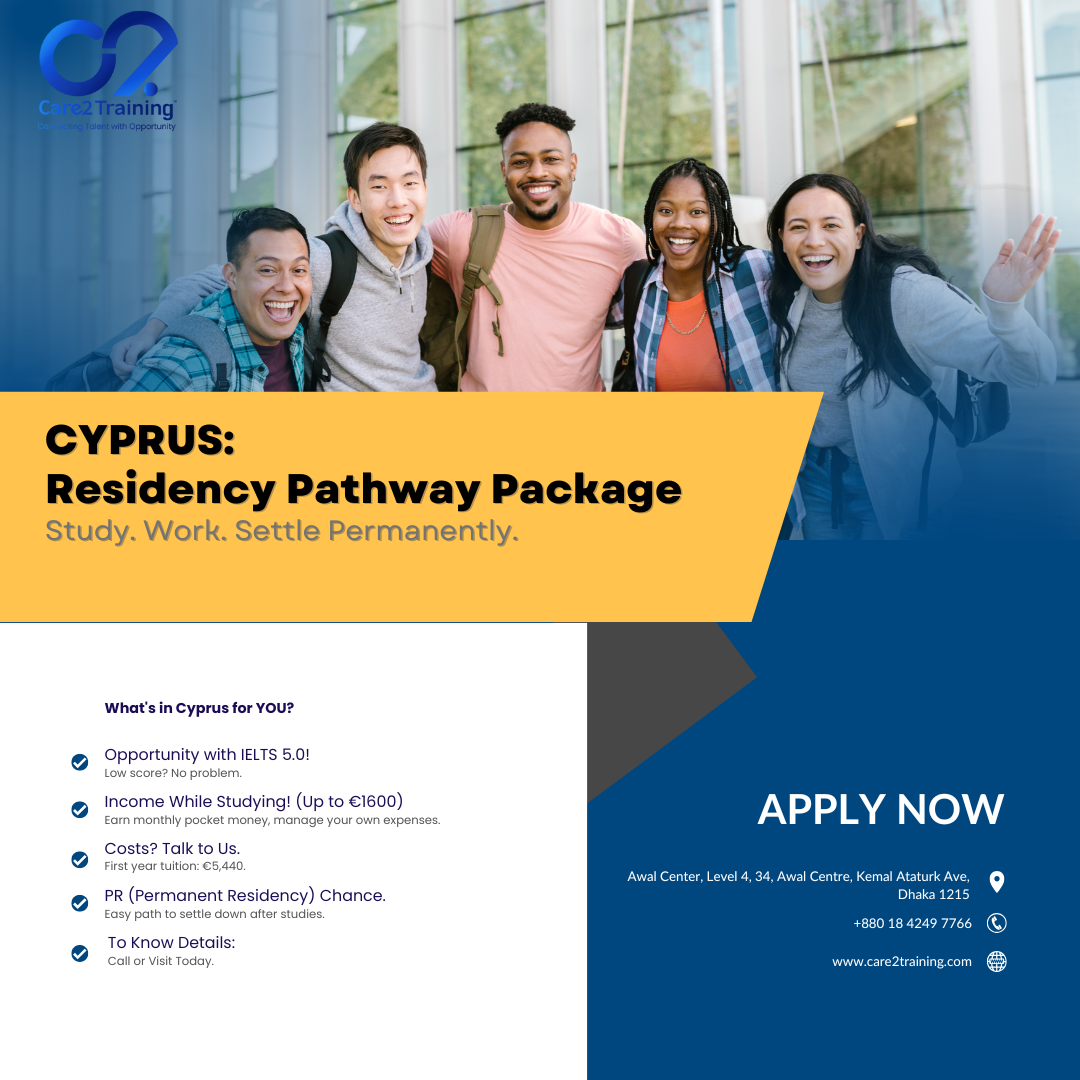 Care2Training
Connecting Talent with Opportunity
CYPRUS:
Residency Pathway Package
Study. Work. Settle Permanently.
What's in Cyprus for YOU?
Opportunity with IELTS 5.0!
Low score? No problem.
Income While Studying! (Up to €1600)
Earn monthly pocket money, manage your own expenses.
Costs? Talk to Us.
First year tuition: €5,440.
PR (Permanent Residency) Chance.
Easy path to settle down after studies.
To Know Details:
Call or Visit Today.
APPLY NOW
Awal Center, Level 4, 34, Awal Centre, Kemal Ataturk Ave,
Dhaka 1215
+880 18 4249 7766
www.care2training.com